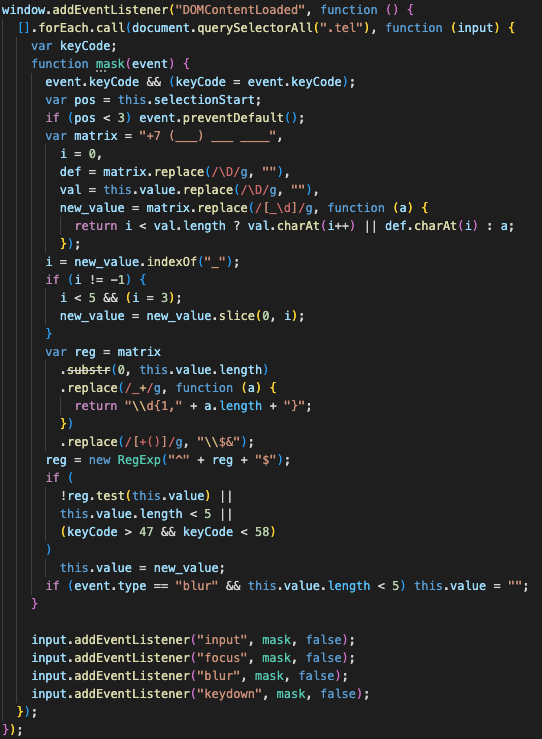 window.addEventListener("DOMContentLoaded", function () {
  [].forEach.call(document.querySelectorAll(".tel"), function (input) {
    var keyCode;
    function mask(event) {
      event.keyCode && (keyCode = event.keyCode);
      var pos = this.selectionStart;
      if (pos < 3) event.preventDefault();
      var matrix = "+7 (___) ___ ____",
        i = 0,
        def = matrix.replace(/\D/g, ""),
        val = this.value.replace(/\D/g, ""),
        new_value = matrix.replace(/[_\d]/g, function (a) {
          return i < val.length ? val.charAt(i++) || def.charAt(i) : a;
        });
      i = new_value.indexOf("_");
      if (i != -1) {
        i < 5 && (i = 3);
        new_value = new_value.slice(0, i);
      }
      var reg = matrix
        .substr(0, this.value.length)
        .replace(/_+/g, function (a) {
          return "\\d{1," + a.length + "}";
        })
        .replace(/[+()]/g, "\\$&");
      reg = new RegExp("^" + reg + "$");
      if (
        !reg.test(this.value) ||
        this.value.length < 5 ||
        (keyCode > 47 && keyCode < 58)
      )
        this.value = new_value;
      if (event.type == "blur" && this.value.length < 5) this.value = "";
    }

    input.addEventListener("input", mask, false);
    input.addEventListener("focus", mask, false);
    input.addEventListener("blur", mask, false);
    input.addEventListener("keydown", mask, false);
  });
});